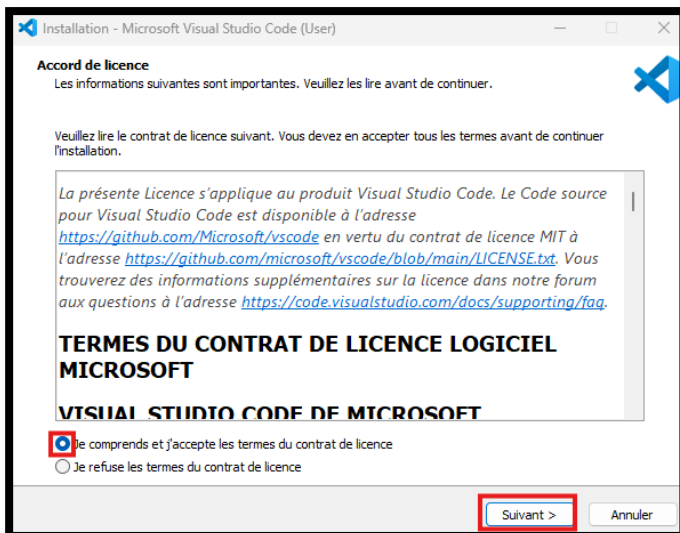 Installation - Microsoft Visual Studio Code (User)
Accord de licence
Les informations suivantes sont importantes. Veuillez les lire avant de continuer.
Veuillez lire le contrat de licence suivant. Vous devez en accepter tous les termes avant de continuer
l'installation.
La présente Licence s'applique au produit Visual Studio Code. Le Code source
pour Visual Studio Code est disponible à l'adresse
https://github.com/Microsoft/vscode en vertu du contrat de licence MIT à
l'adresse https://github.com/microsoft/vscode/blob/main/LICENSE.txt. Vous
trouverez des informations supplémentaires sur la licence dans notre forum
aux questions à l'adresse https://code.visualstudio.com/docs/supporting/faq.
TERMES DU CONTRAT DE LICENCE LOGICIEL
MICROSOFT
VISUAL STUDIO CODE DE MICROSOFT
Je comprends et j'accepte les termes du contrat de licence
Je refuse les termes du contrat de licence
Suivant >
Annuler